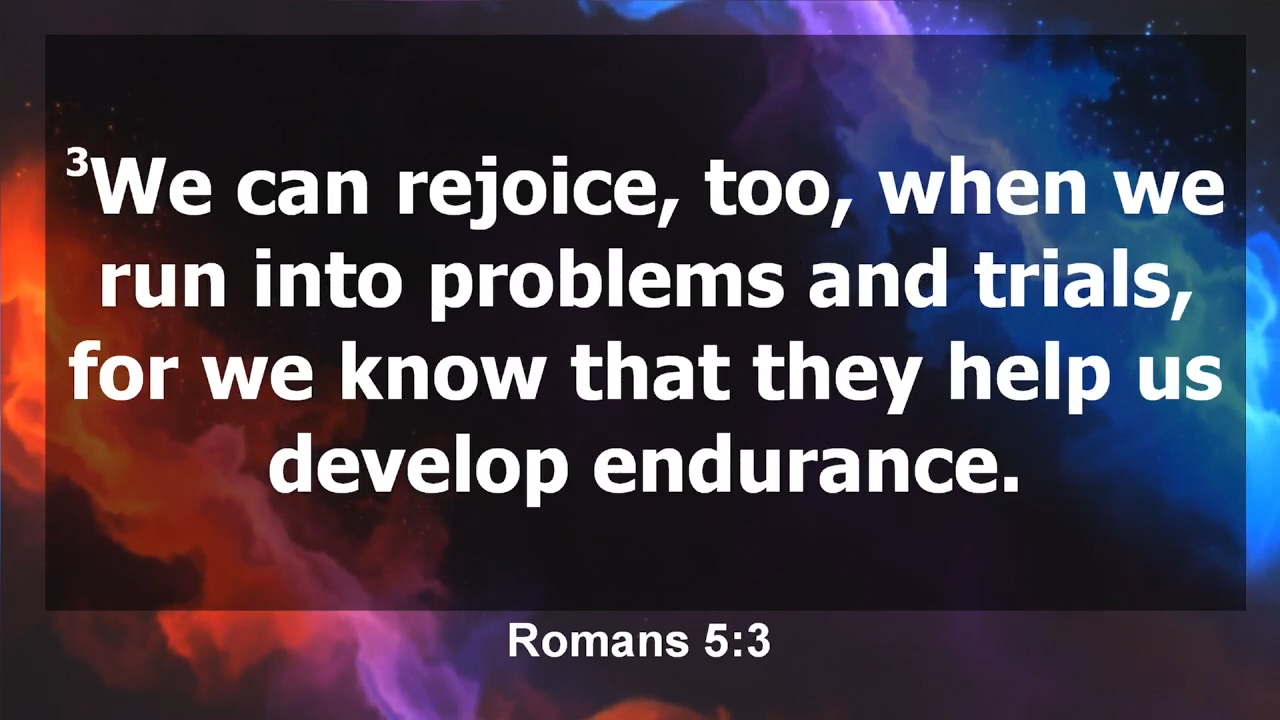 ³We can rejoice, too, when we
run into problems and trials,
for we know that they help us
develop endurance.
Romans 5:3